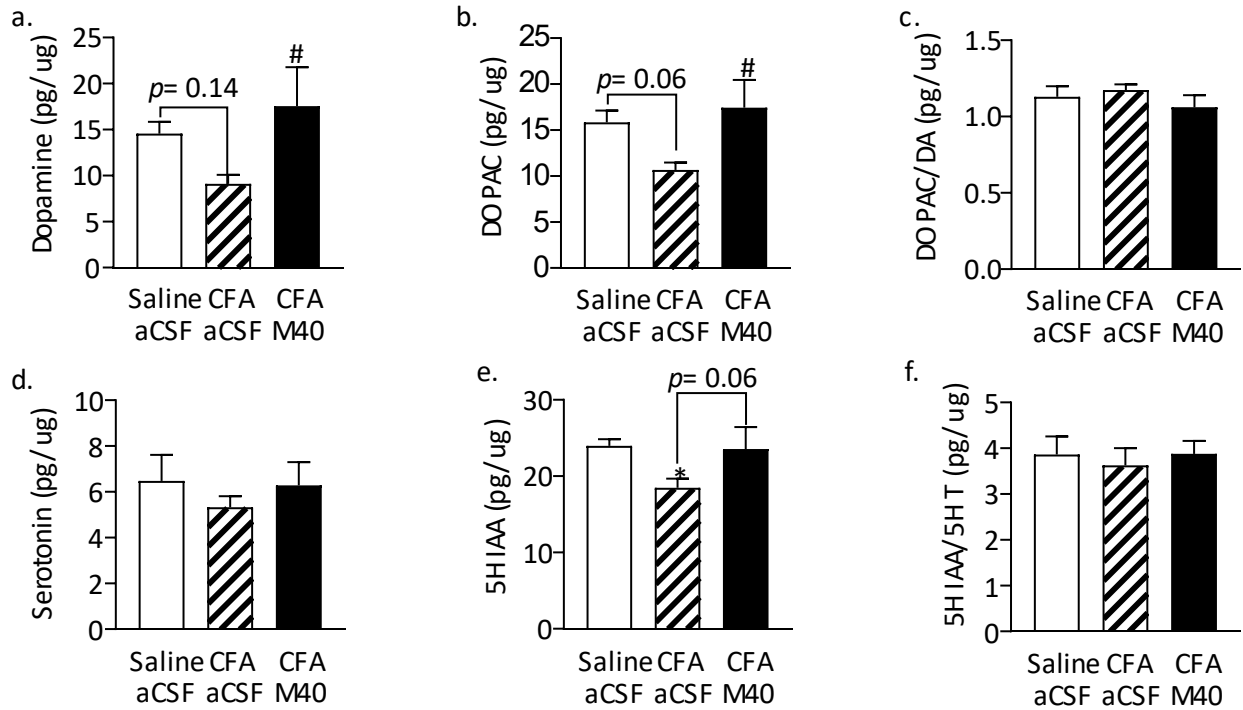 a.
Dopamine (pg/ug)
25
20
15
10
5
0
p= 0.14
#
Saline CFA CFA
aCSF aCSF M40
b.
DOPAC (pg/ug)
25
20
15
10
5
0
p= 0.06
#
Saline CFA CFA
aCSF aCSF M40
c.
DOPAC/DA (pg/ug)
1.5
1.0
0.5
0.0
Saline CFA CFA
aCSF aCSF M40
d.
Serotonin (pg/ug)
10
8
6
4
2
0
Saline CFA CFA
aCSF aCSF M40
e.
5HIAA (pg/ug)
30
20
10
0
p= 0.06
*
Saline CFA CFA
aCSF aCSF M40
f.
5HIAA/5HT (pg/ug)
5
4
3
2
1
0
Saline CFA CFA
aCSF aCSF M40